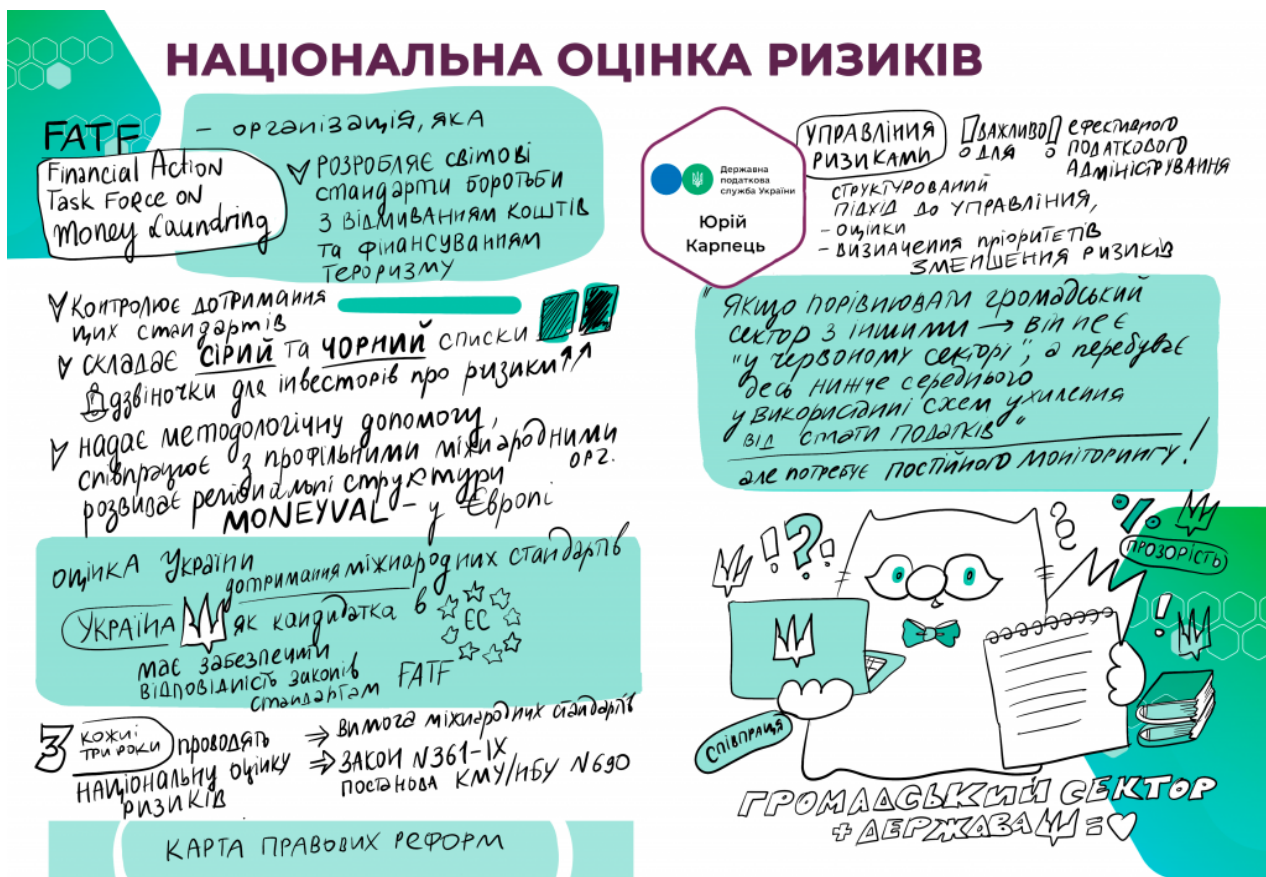 НАЦІОНАЛЬНА ОЦІНКА РИЗИКІВ
FATF
Financial Action
Task Force on
Money Laundring
– організація, яка
розробляє світові
стандарти боротьби
з відмиванням коштів
та фінансуванням
тероризму
Контролює дотримання
цих стандартів
складає сірий та чорний списки
дзвіночки для інвесторів про ризики
надає методологічну допомогу,
співпрацює з профільними міжнародними
орг.
розвиває регіональні структури
MONEYVAL – у Європі
оцінка України
дотримання міжнародних стандартів
Україна як кандидатка в ЄС
має забезпечити
відповідність законів
стандартам FATF
3 кожні
три роки проводять
національну оцінку
ризиків
⇒ вимога міжнародних стандартів
⇒ Закон N361-IX
постанова КМУ/НБУ N690
КАРТА ПРАВОВИХ РЕФОРМ
Державна
податкова
служба України
Юрій
Карпець
УПРАВЛІННЯ
РИЗИКАМИ
! ВАЖЛИВО !
ДЛЯ
ефективного
податкового
адміністрування
структурований
підхід до управління,
– оцінки
– визначення пріоритетів
зменшення ризиків
"Якщо порівнювати громадський
сектор з іншими → він не є
"у червоному секторі", а перебуває
десь нижче середнього
у використанні схем ухилення
від сплати податків"
але потребує постійного моніторингу!
!?!
%
ПРОЗОРІСТЬ
!
СПІВПРАЦЯ
ГРОМАДСЬКИЙ СЕКТОР
+ ДЕРЖАВА = ♡